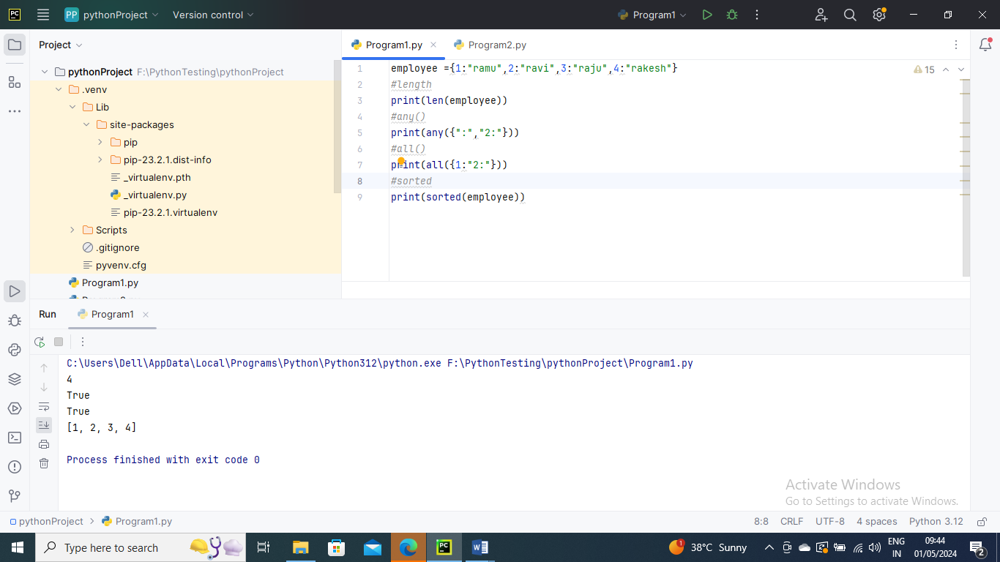 PC PP pythonProject Version control Program1
Project
Program1.py Program2.py
pythonProject F:\PythonTesting\pythonProject
.venv
Lib
site-packages
pip
pip-23.2.1.dist-info
_virtualenv.pth
_virtualenv.py
pip-23.2.1.virtualenv
Scripts
.gitignore
pyvenv.cfg
Program1.py
1 employee ={1:"ramu",2:"ravi",3:"raju",4:"rakesh"}
15
2 #length
3 print(len(employee))
4 #any()
5 print(any({":","2:"}))
6 #all()
7 print(all({1:"2:"}))
8 #sorted
9 print(sorted(employee))
Run Program1
C:\Users\Dell\AppData\Local\Programs\Python\Python312\python.exe F:\PythonTesting\pythonProject\Program1.py
4
True
True
[1, 2, 3, 4]
Process finished with exit code 0
Activate Windows
Go to Settings to activate Windows.
pythonProject > Program1.py 8:8 CRLF UTF-8 4 spaces Python 3.12
Type here to search PC W 1 38°C Sunny
ENG
IN
09:44
01/05/2024
2